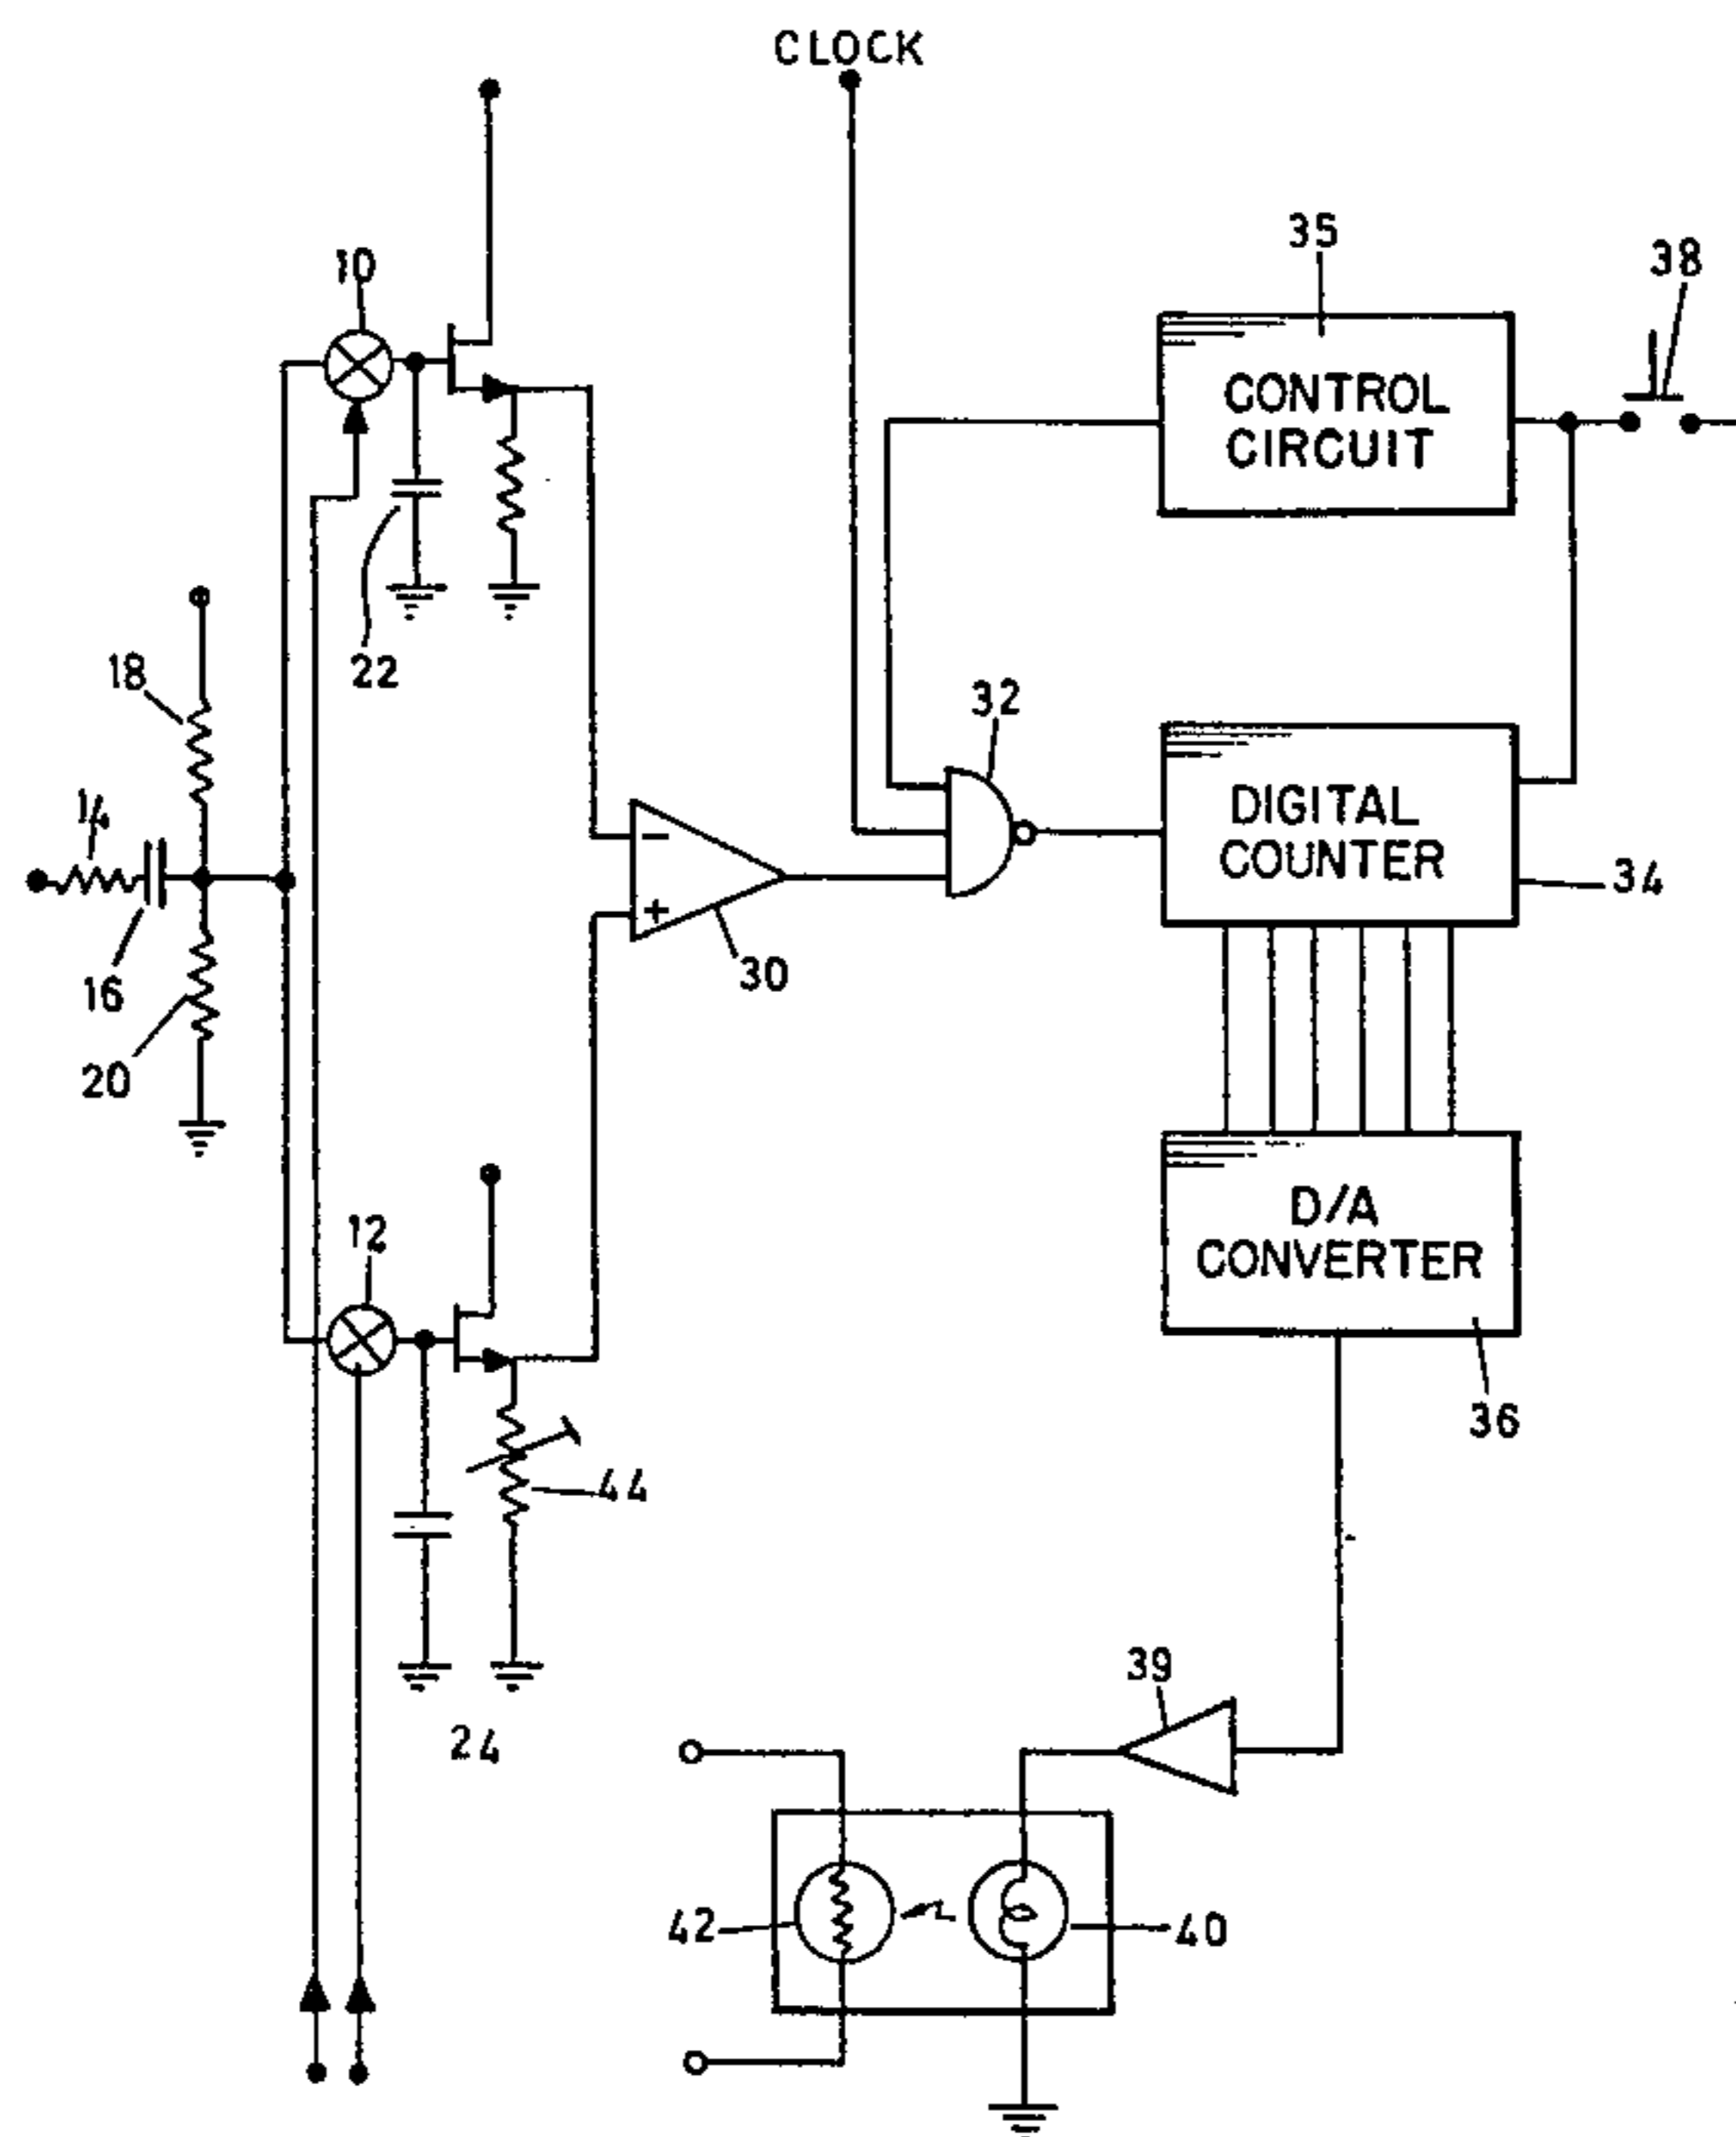 CLOCK
35
38
10
CONTROL
CIRCUIT
22
18
32
14
DIGITAL
COUNTER
34
-
+
30
16
20
D/A
CONVERTER
12
36
44
39
24
42
40